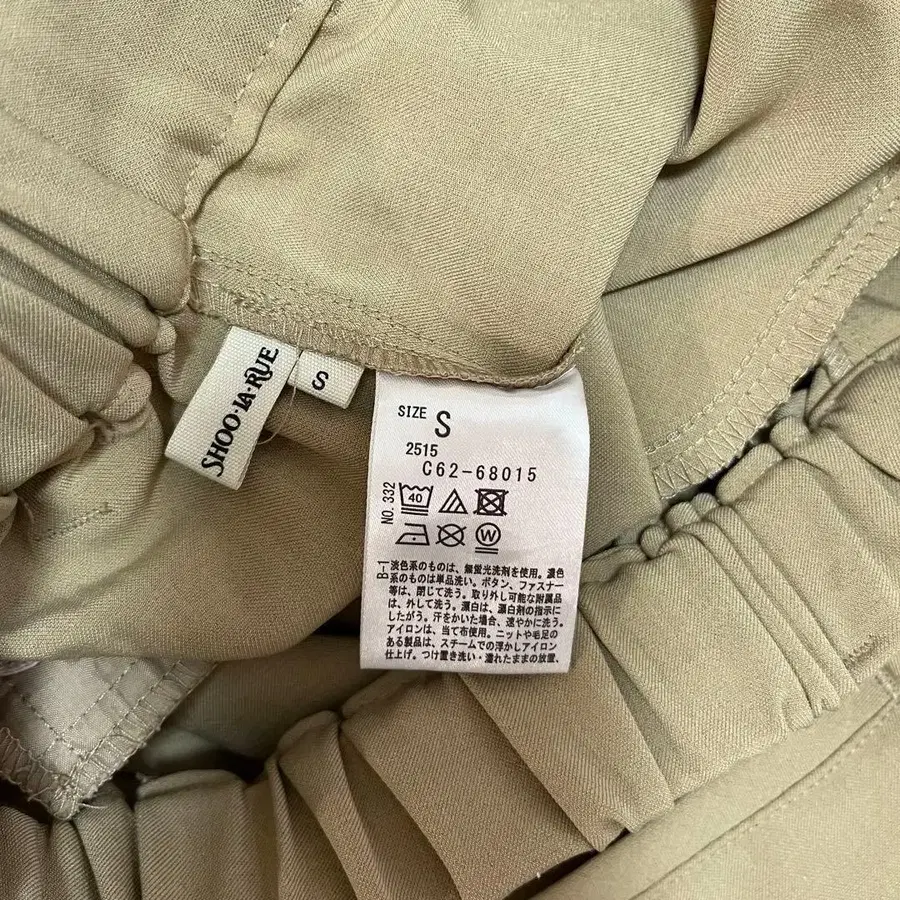 SHOO·LA·RUE
S
SIZE S
2515
C62-68015
NO. 332
40
W
B-1
淡色系のものは、無蛍光洗剤を使用。濃色
系のものは単品洗い。ボタン、ファスナー
等は、閉じて洗う。取り外し可能な附属品
は、外して洗う。漂白は、漂白剤の指示に
したがう。汗をかいた場合、速やかに洗う。
アイロンは、当て布使用。ニットや毛足の
ある製品は、スチームでの浮かしアイロン
仕上げ。つけ置き洗い・濡れたままの放置、